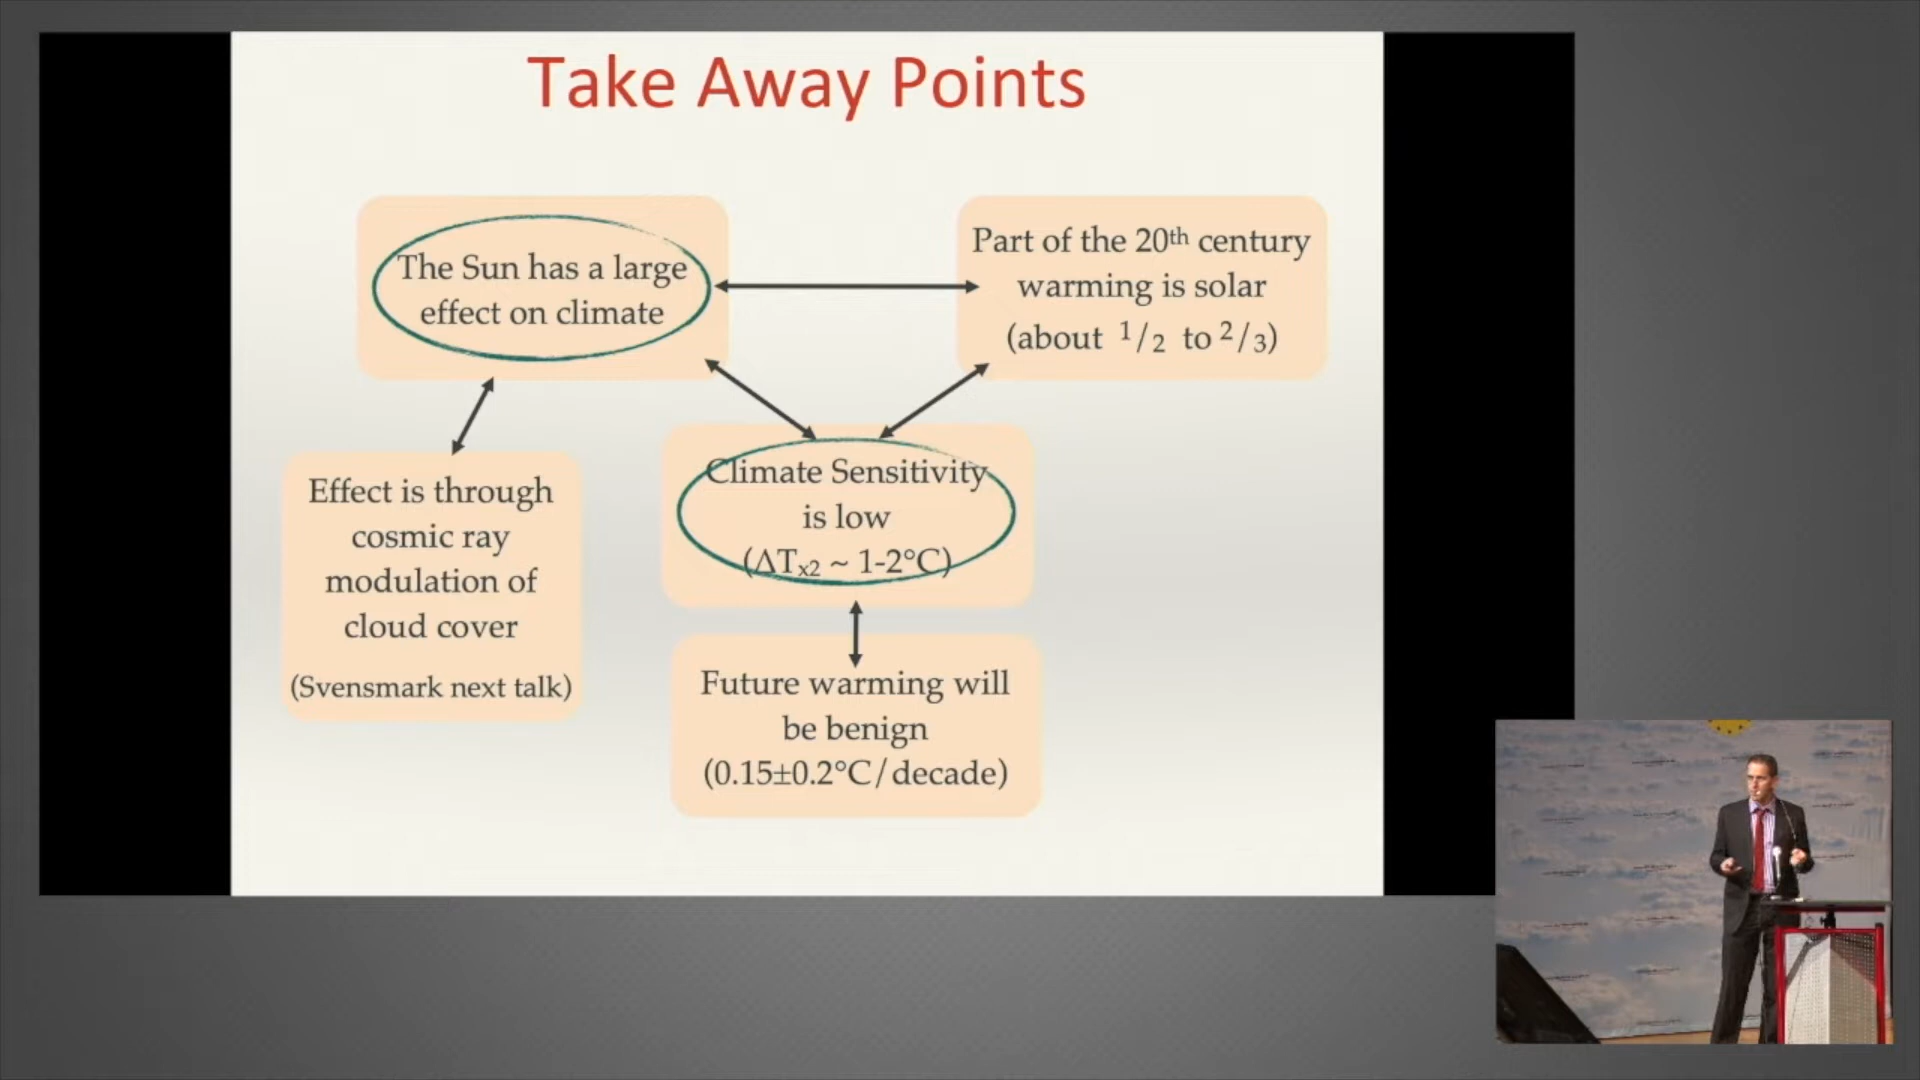 Take Away Points
The Sun has a large
effect on climate
Part of the 20th century
warming is solar
(about 1/2 to 2/3)
Effect is through
cosmic ray
modulation of
cloud cover
(Svensmark next talk)
Climate Sensitivity
is low
(ΔTx2 ~ 1-2°C)
Future warming will
be benign
(0.15±0.2°C/decade)